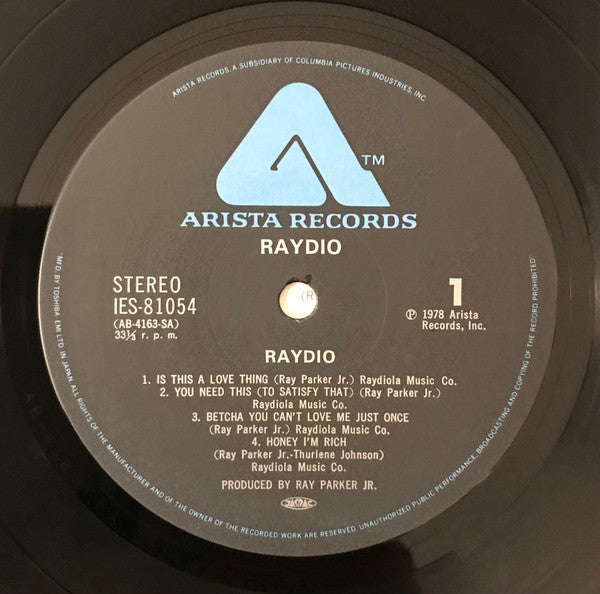 ARISTA RECORDS, A SUBSIDIARY OF COLUMBIA PICTURES INDUSTRIES, INC.
TM
ARISTA RECORDS
RAYDIO
STEREO
IES-81054
(AB-4163-SA)
33⅓ r. p. m.
(R
1
Ⓟ 1978 Arista
Records, Inc.
RAYDIO
1. IS THIS A LOVE THING (Ray Parker Jr.) Raydiola Music Co.
2. YOU NEED THIS (TO SATISFY THAT) (Ray Parker Jr.)
Raydiola Music Co.
3. BETCHA YOU CAN'T LOVE ME JUST ONCE
(Ray Parker Jr.) Raydiola Music Co.
4. HONEY I'M RICH
(Ray Parker Jr.-Thurlene Johnson)
Raydiola Music Co.
PRODUCED BY RAY PARKER JR.
JASRAC
"MFD. BY TOSHIBA EMI LTD. IN JAPAN. ALL RIGHTS OF THE MANUFACTURER AND OF THE OWNER OF THE RECORDED WORK ARE RESERVED. UNAUTHORIZED PUBLIC PERFORMANCE, BROADCASTING AND COPYING OF THE RECORD PROHIBITED"